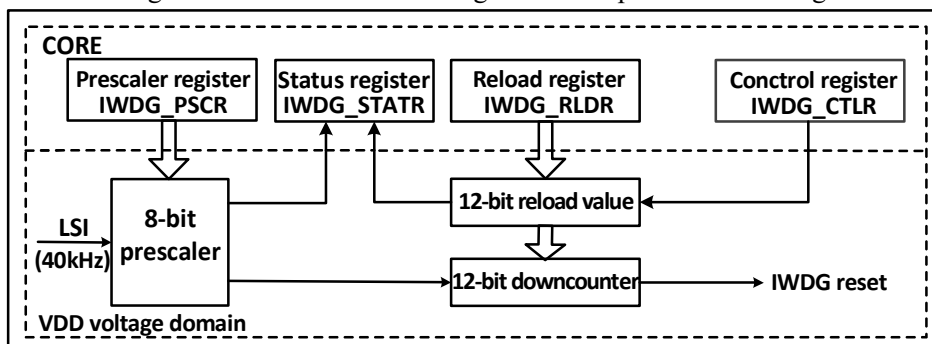 CORE
Prescaler register
IWDG_PSCR
Status register
IWDG_STATR
Reload register
IWDG_RLDR
Conctrol register
IWDG_CTLR
8-bit
prescaler
12-bit reload value
LSI
(40kHz)
12-bit downcounter
IWDG reset
VDD voltage domain